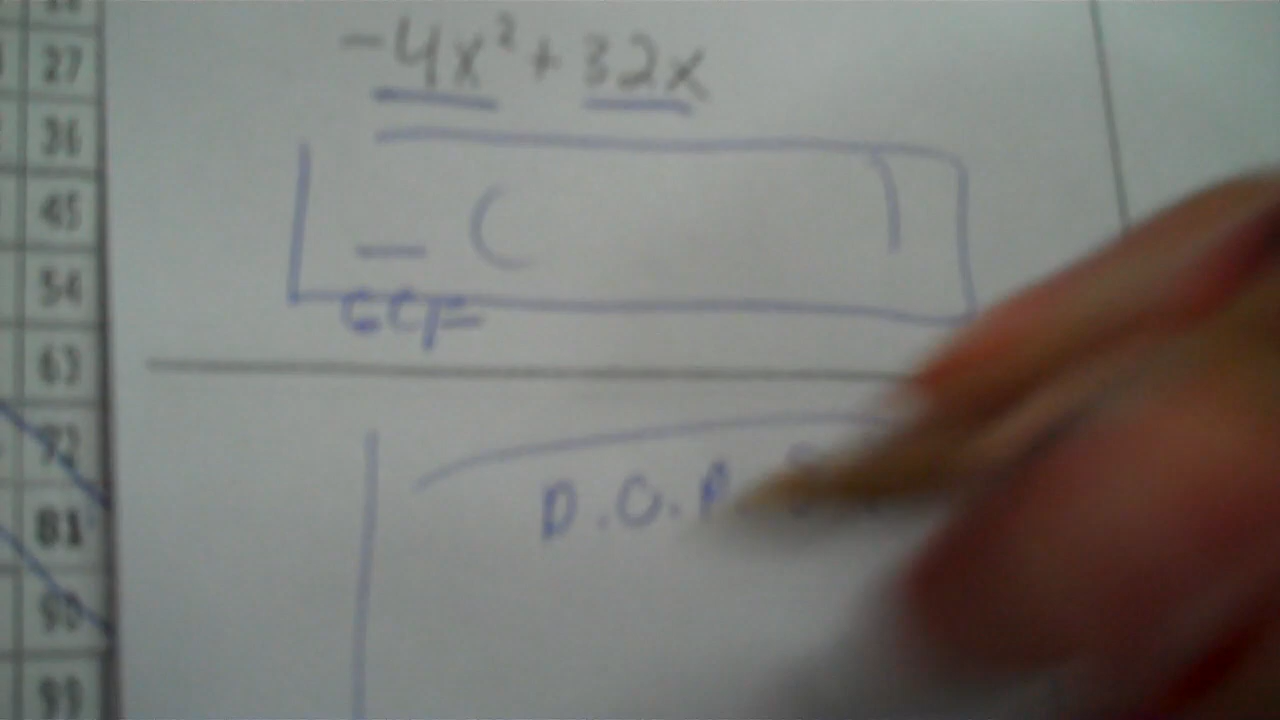 27
36
45
54
63
72
81
90
99
-4x² + 32x
_ ( )
GCF
D.O.P.